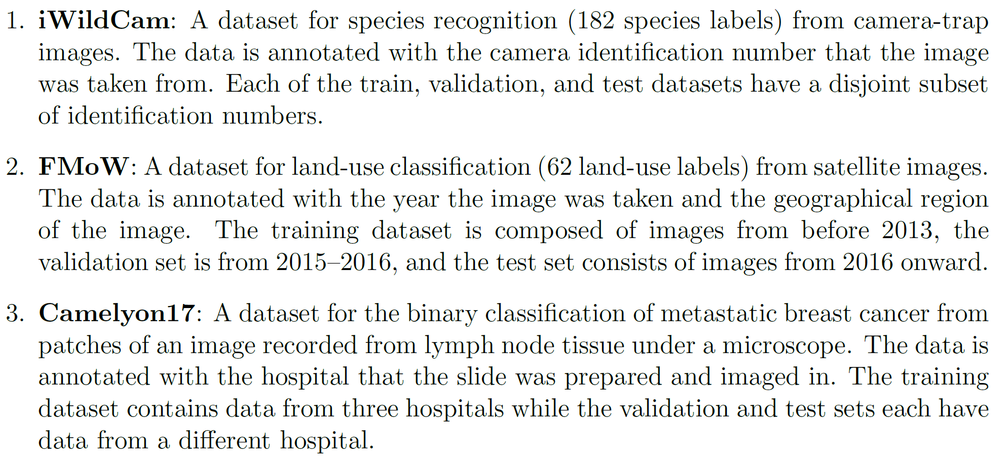 1. iWildCam: A dataset for species recognition (182 species labels) from camera-trap
images. The data is annotated with the camera identification number that the image
was taken from. Each of the train, validation, and test datasets have a disjoint subset
of identification numbers.
2. FMoW: A dataset for land-use classification (62 land-use labels) from satellite images.
The data is annotated with the year the image was taken and the geographical region
of the image. The training dataset is composed of images from before 2013, the
validation set is from 2015–2016, and the test set consists of images from 2016 onward.
3. Camelyon17: A dataset for the binary classification of metastatic breast cancer from
patches of an image recorded from lymph node tissue under a microscope. The data is
annotated with the hospital that the slide was prepared and imaged in. The training
dataset contains data from three hospitals while the validation and test sets each have
data from a different hospital.